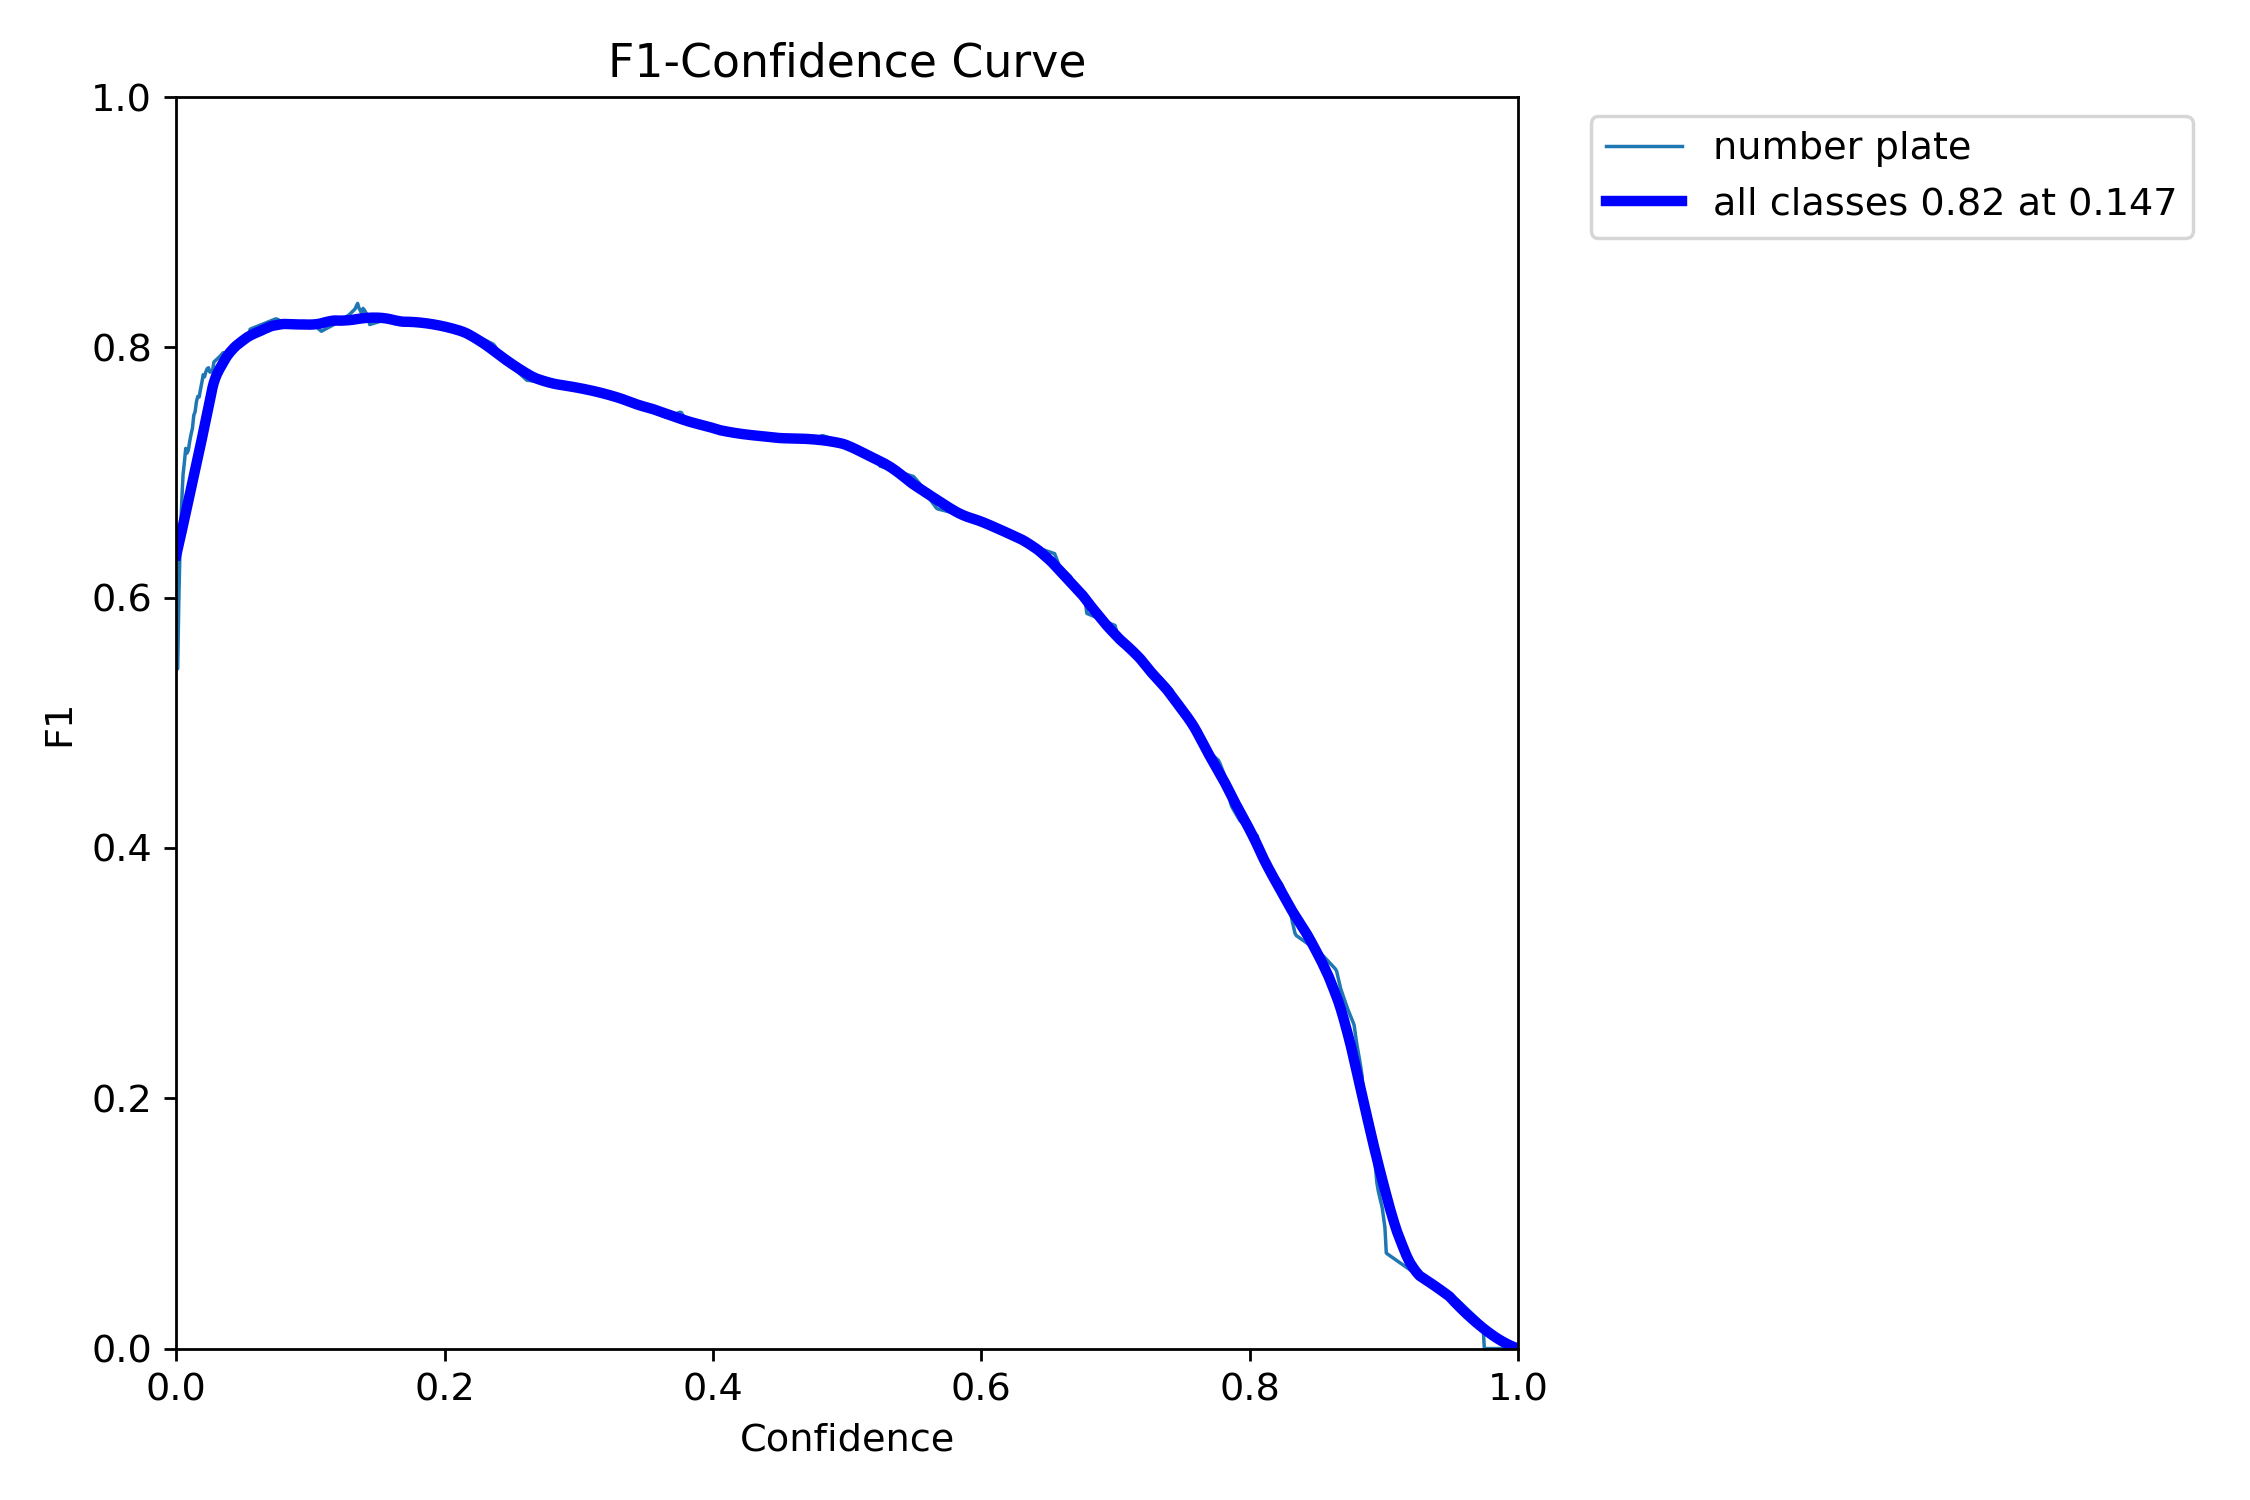 F1-Confidence Curve
number plate
all classes 0.82 at 0.147
F1
1.0
0.8
0.6
0.4
0.2
0.0
0.0 0.2 0.4 0.6 0.8 1.0
Confidence